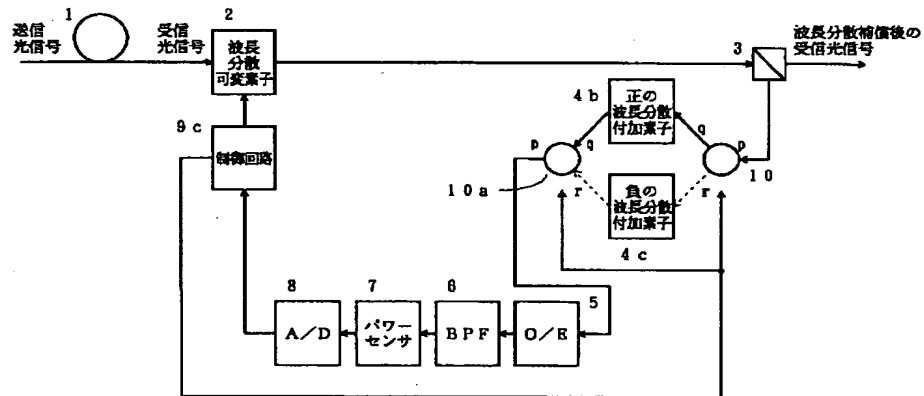 1
送信
光信号
受信
光信号
2
波長
分散
可変素子
3
波長分散補償後の
受信光信号
4b
正の
波長分散
付加素子
9c
制御回路
p
q
r
10a
q
p
r
10
負の
波長分散
付加素子
4c
8
A/D
7
パワー
センサ
6
BPF
5
O/E